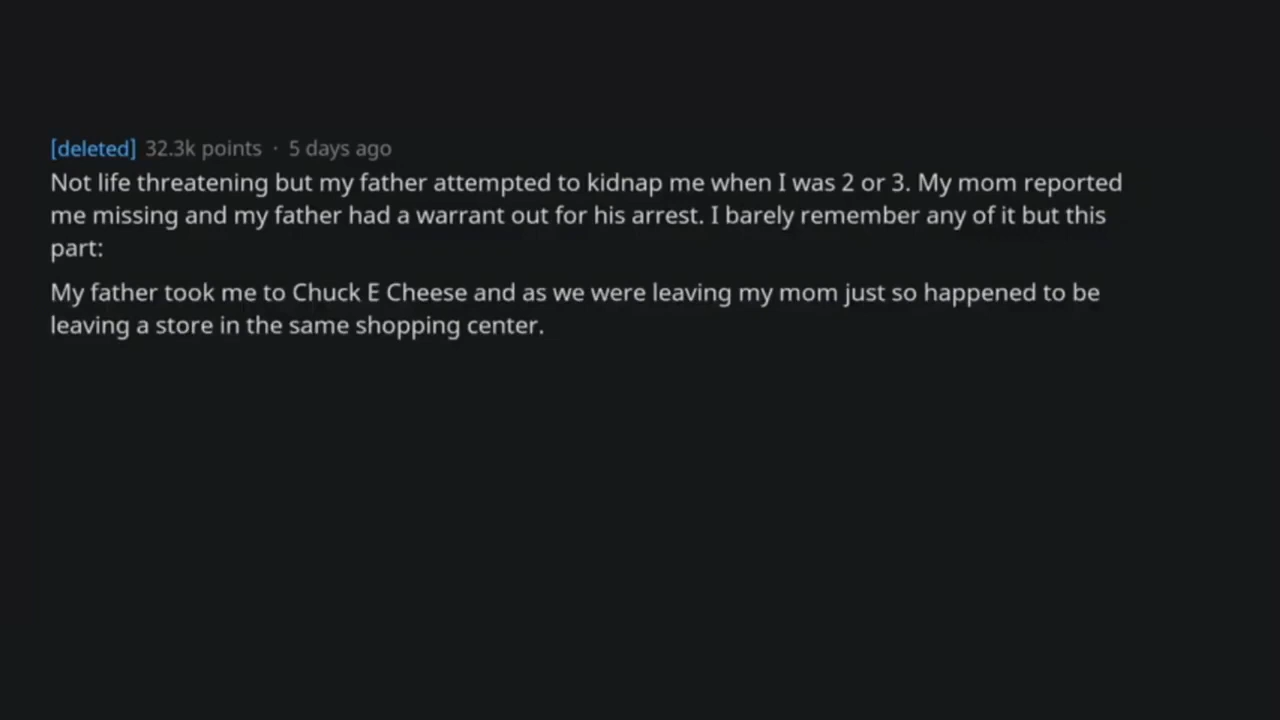 [deleted] 32.3k points · 5 days ago
Not life threatening but my father attempted to kidnap me when I was 2 or 3. My mom reported
me missing and my father had a warrant out for his arrest. I barely remember any of it but this
part:
My father took me to Chuck E Cheese and as we were leaving my mom just so happened to be
leaving a store in the same shopping center.